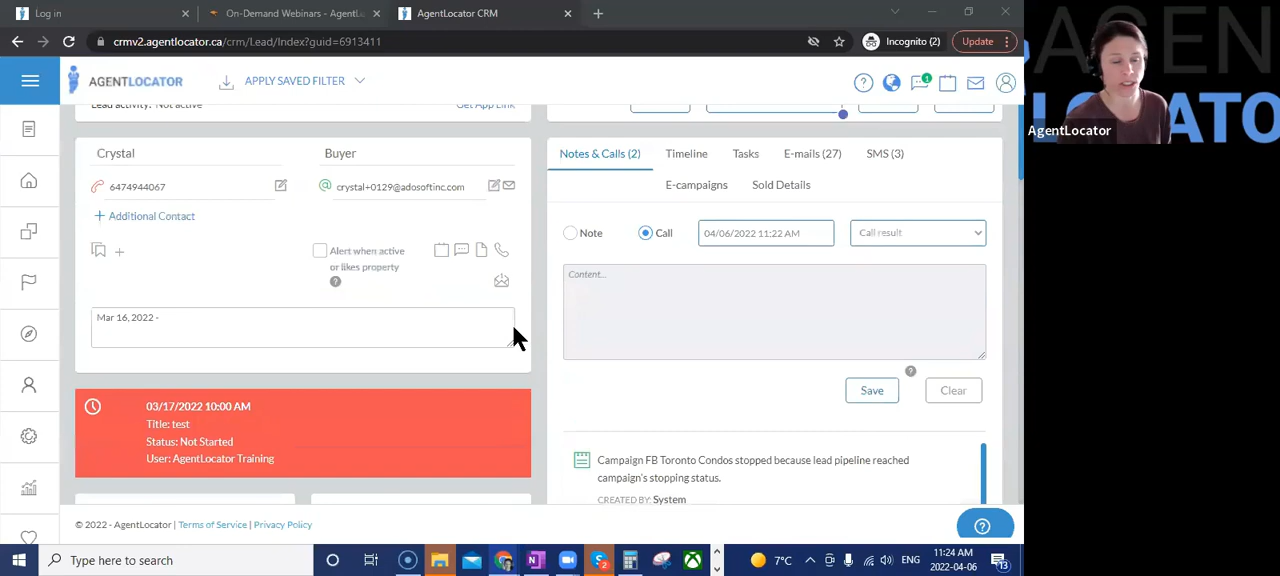 Log in
On-Demand Webinars - AgentL
AgentLocator CRM
crmv2.agentlocator.ca/crm/Lead/Index?guid=6913411
Incognito (2)
Update
AGENTLOCATOR
APPLY SAVED FILTER
1
AGEN
LOCATO
AgentLocator
Lead activity: Not active
Get App Link
Crystal
Buyer
6474944067
crystal+0129@adosoftinc.com
+ Additional Contact
Alert when active
or likes property
Mar 16, 2022 -
03/17/2022 10:00 AM
Title: test
Status: Not Started
User: AgentLocator Training
Notes & Calls (2)
Timeline
Tasks
E-mails (27)
SMS (3)
E-campaigns
Sold Details
Note
Call
04/06/2022 11:22 AM
Call result
Content...
Save
Clear
Campaign FB Toronto Condos stopped because lead pipeline reached
campaign's stopping status.
CREATED BY: System
© 2022 - AgentLocator | Terms of Service | Privacy Policy
Type here to search
2
7°C
ENG
11:24 AM
2022-04-06
13